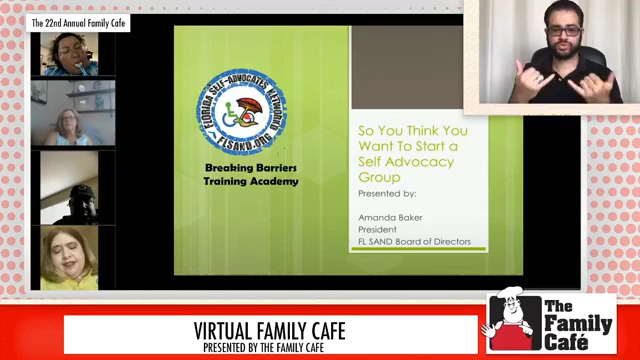 The 22nd Annual Family Cafe
FLORIDA SELF-ADVOCATES NETWORK'D
FLSAND.ORG
Breaking Barriers
Training Academy
So You Think You
Want To Start a
Self Advocacy
Group
Presented by:
Amanda Baker
President
FL SAND Board of Directors
VIRTUAL FAMILY CAFE
PRESENTED BY THE FAMILY CAFE
The
Family
Café